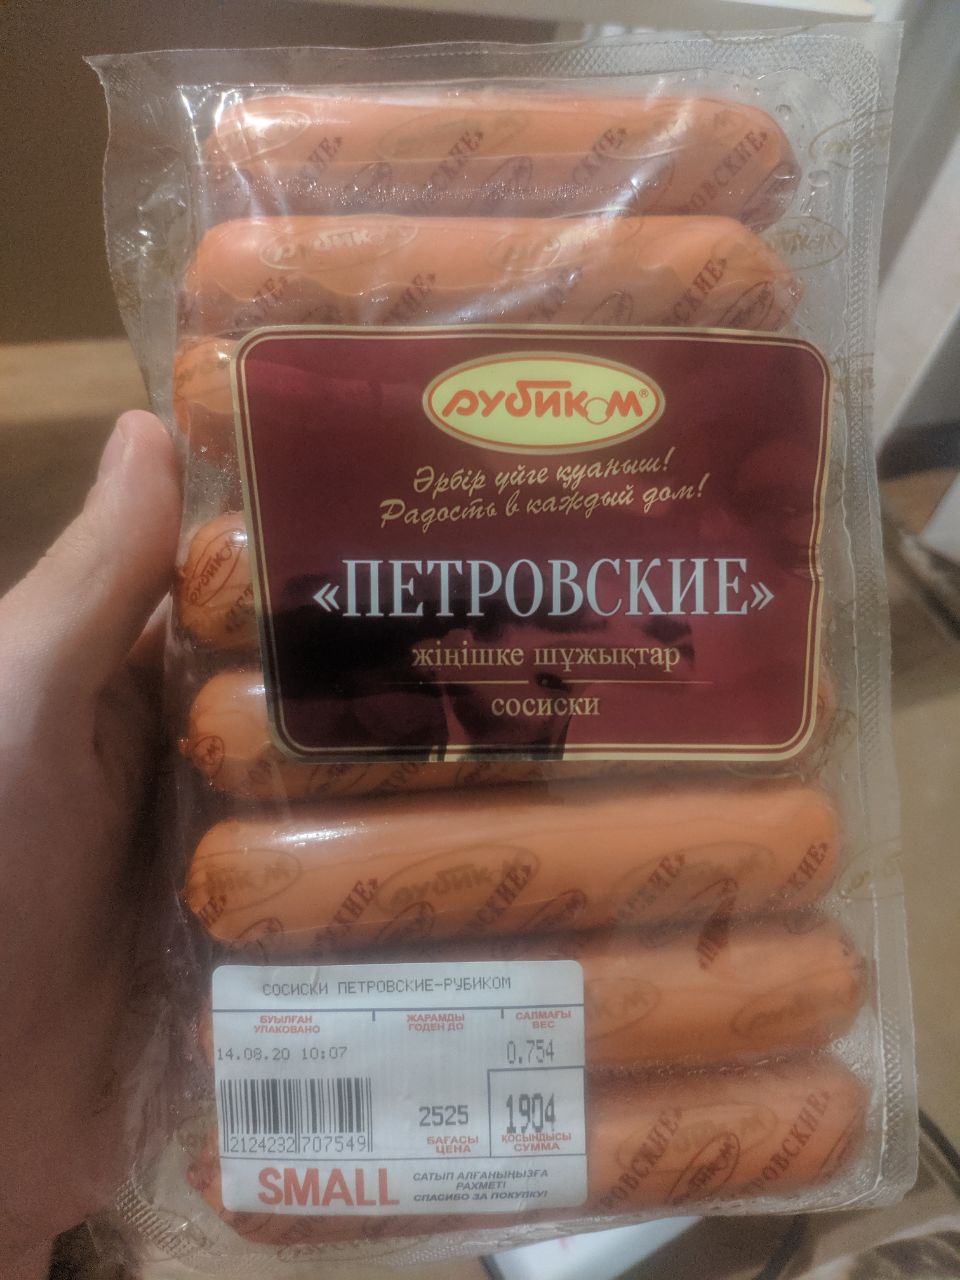 рубиком®
Әрбір үйге қуаныш!
Радость в каждый дом!
«ПЕТРОВСКИЕ»
жіңішке шұжықтар
сосиски
СОСИСКИ ПЕТРОВСКИЕ-РУБИКОМ
БУЫЛҒАН ЖАРАМДЫ САЛМАҒЫ
УПАКОВАНО ГОДЕН ДО ВЕС
14.08.20 10:07 0.754
2525 1904
2124232 707549
БАҒАСЫ ҚОСЫНДЫСЫ
ЦЕНА СУММА
SMALL
САТЫП АЛҒАНЫҢЫЗҒА
РАХМЕТ!
СПАСИБО ЗА ПОКУПКУ!